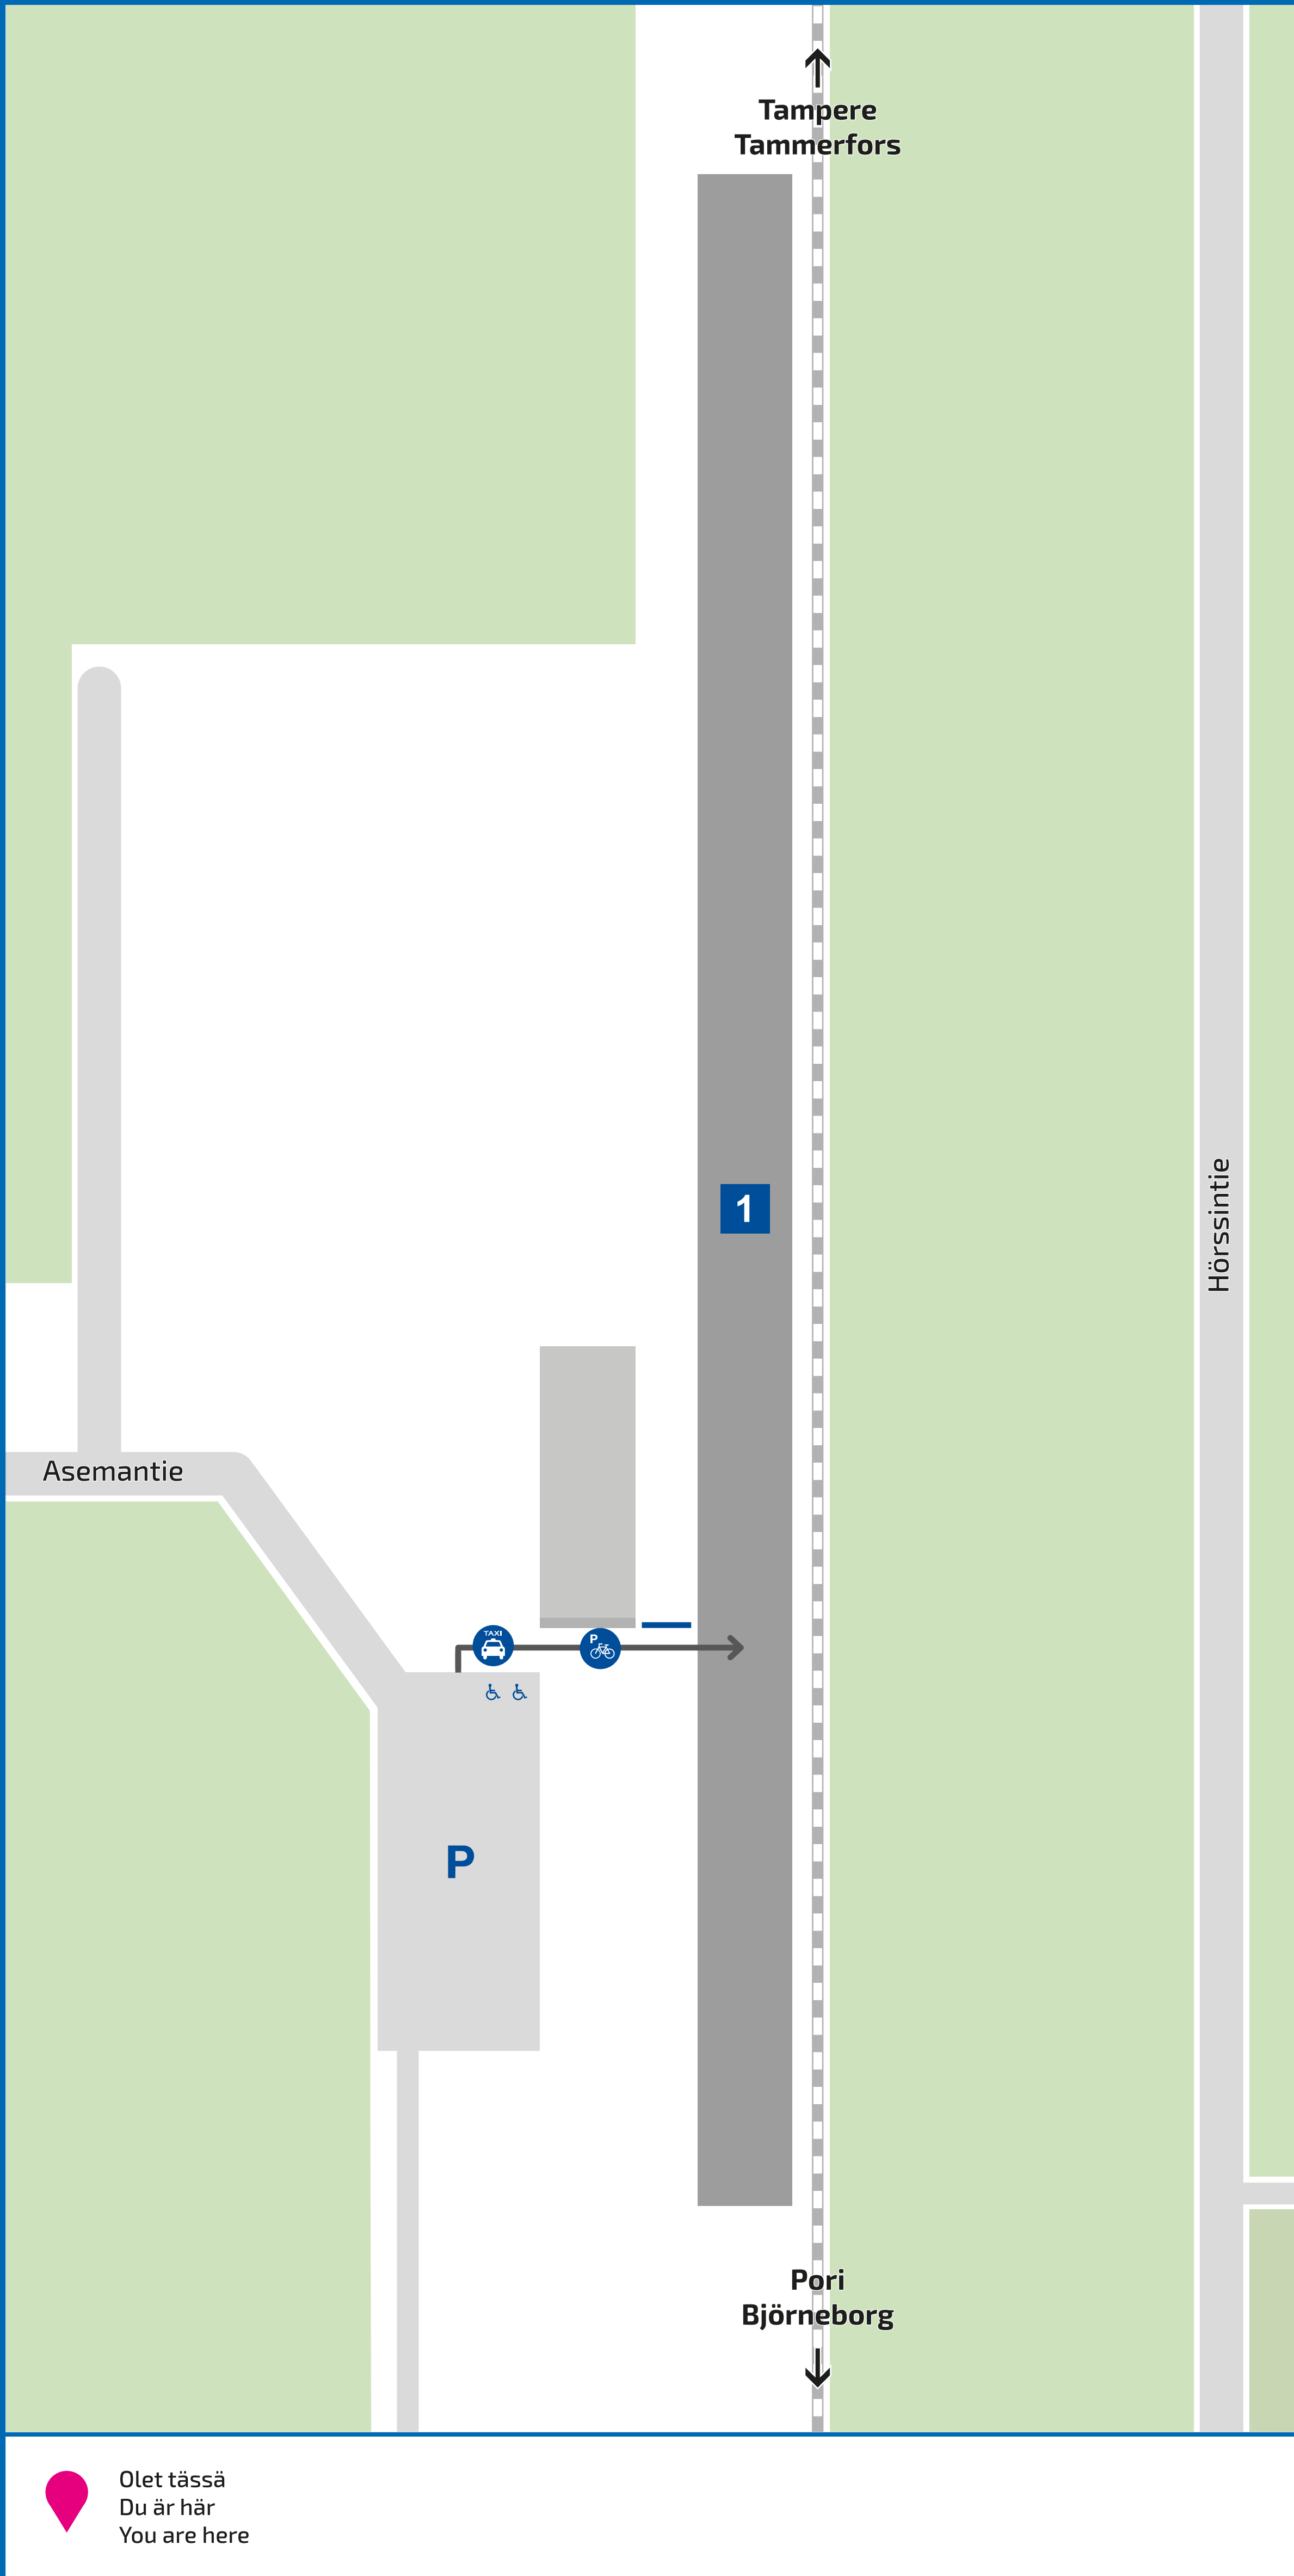 Tampere
Tammerfors
1
Hörssintie
Asemantie
TAXI
P
P
Pori
Björneborg
Olet tässä
Du är här
You are here